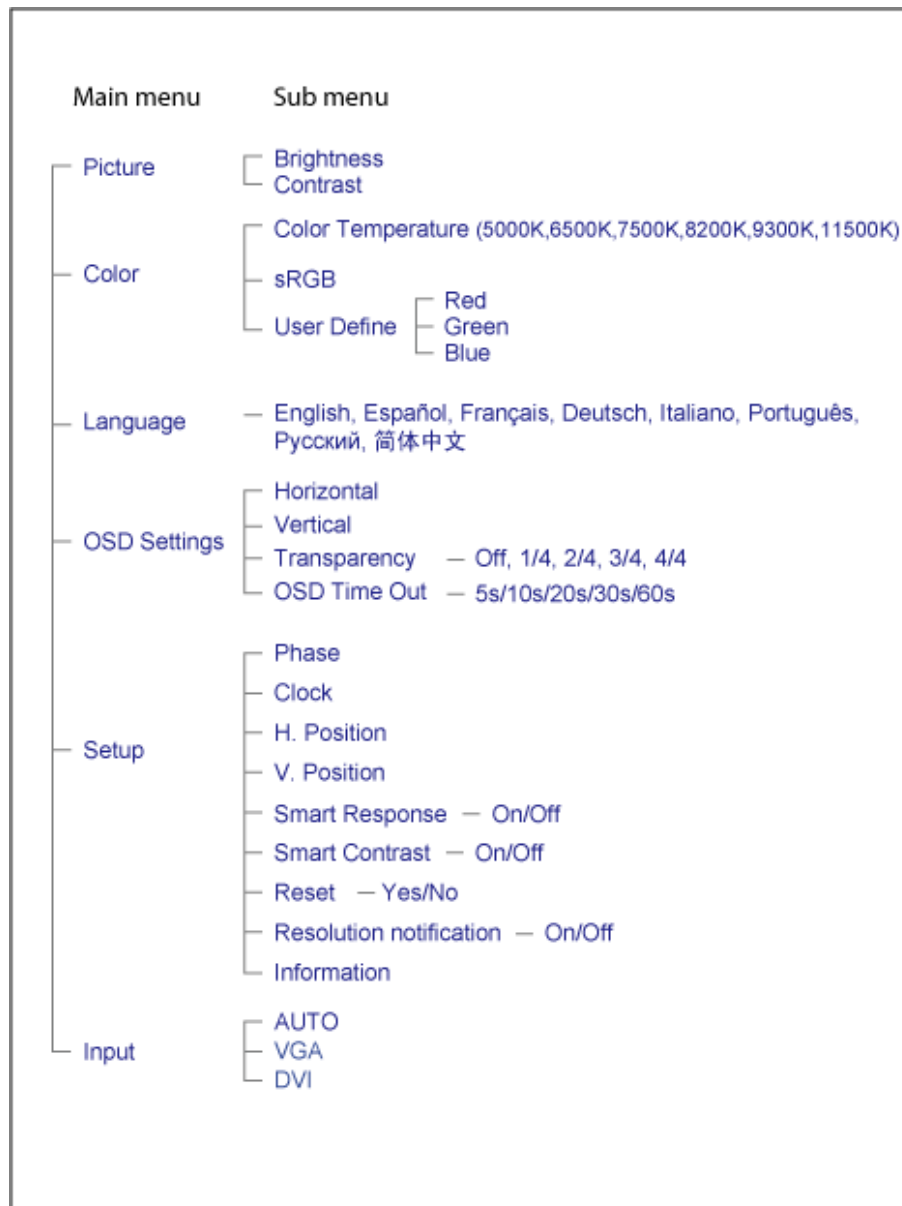 Main menu Sub menu
Picture Brightness
Contrast
Color Temperature (5000K,6500K,7500K,8200K,9300K,11500K)
Color sRGB
Red
User Define Green
Blue
Language English, Español, Français, Deutsch, Italiano, Português,
Русский, 简体中文
Horizontal
Vertical
OSD Settings Transparency — Off, 1/4, 2/4, 3/4, 4/4
OSD Time Out — 5s/10s/20s/30s/60s
Phase
Clock
H. Position
Setup
V. Position
Smart Response — On/Off
Smart Contrast — On/Off
Reset — Yes/No
Resolution notification — On/Off
Information
AUTO
Input VGA
DVI